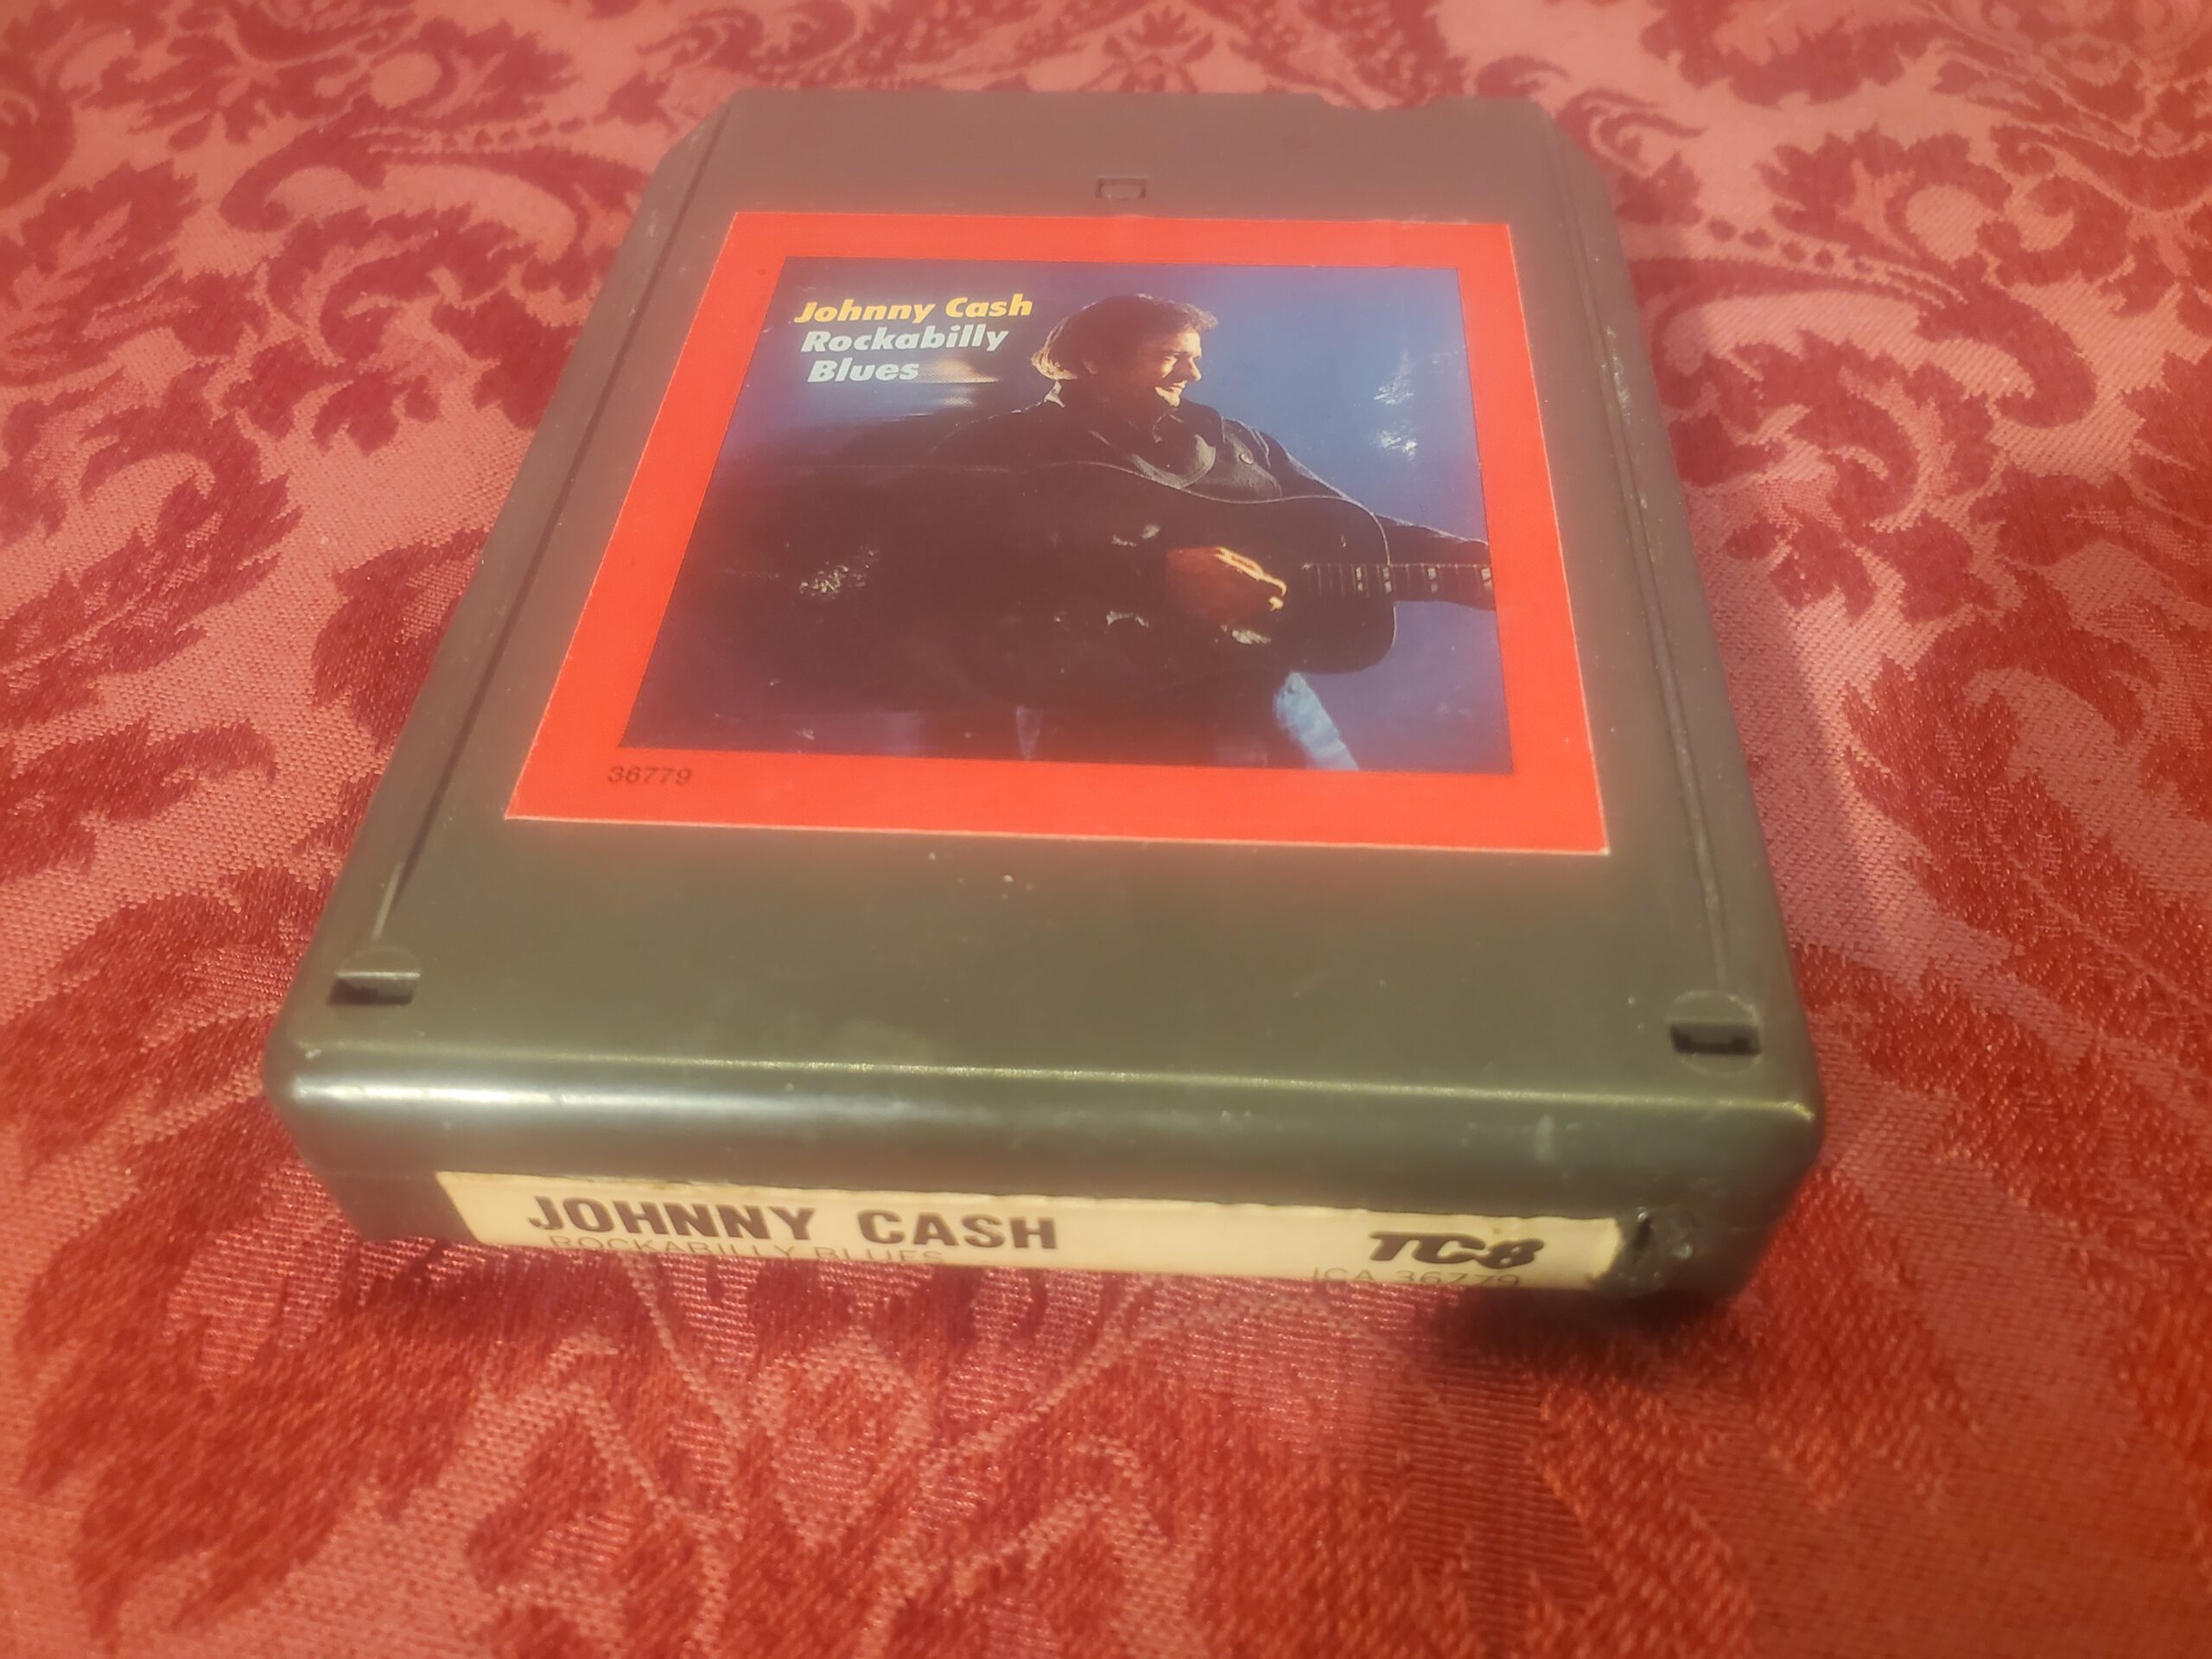 Johnny Cash
Rockabilly
Blues
36779
JOHNNY CASH
ROCKABILLY BLUES
TC8
JCA 36779